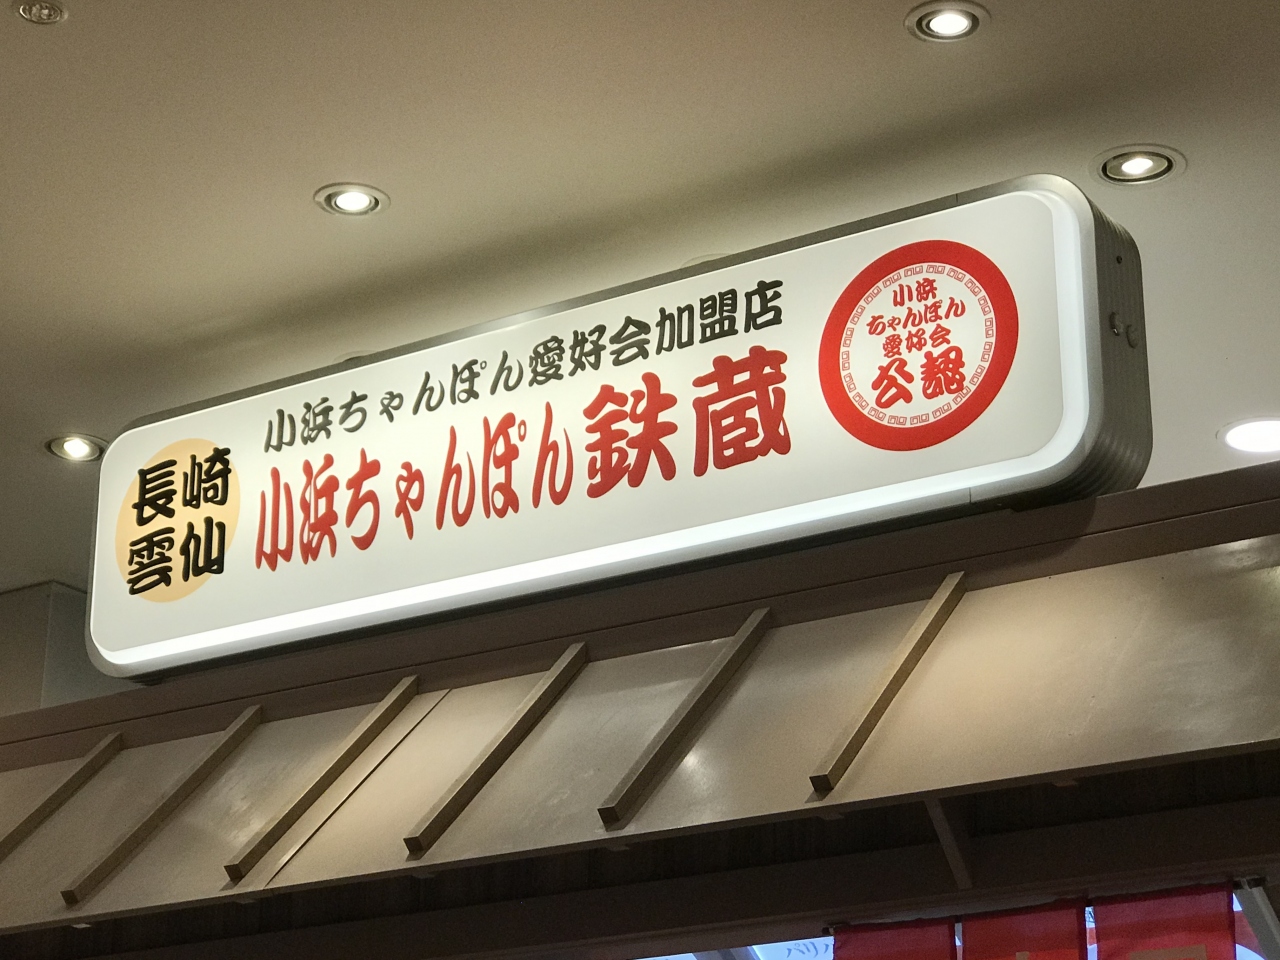 長崎
雲仙
小浜ちゃんぽん愛好会加盟店
小浜ちゃんぽん鉄蔵
小浜
ちゃんぽん
愛好会
公認